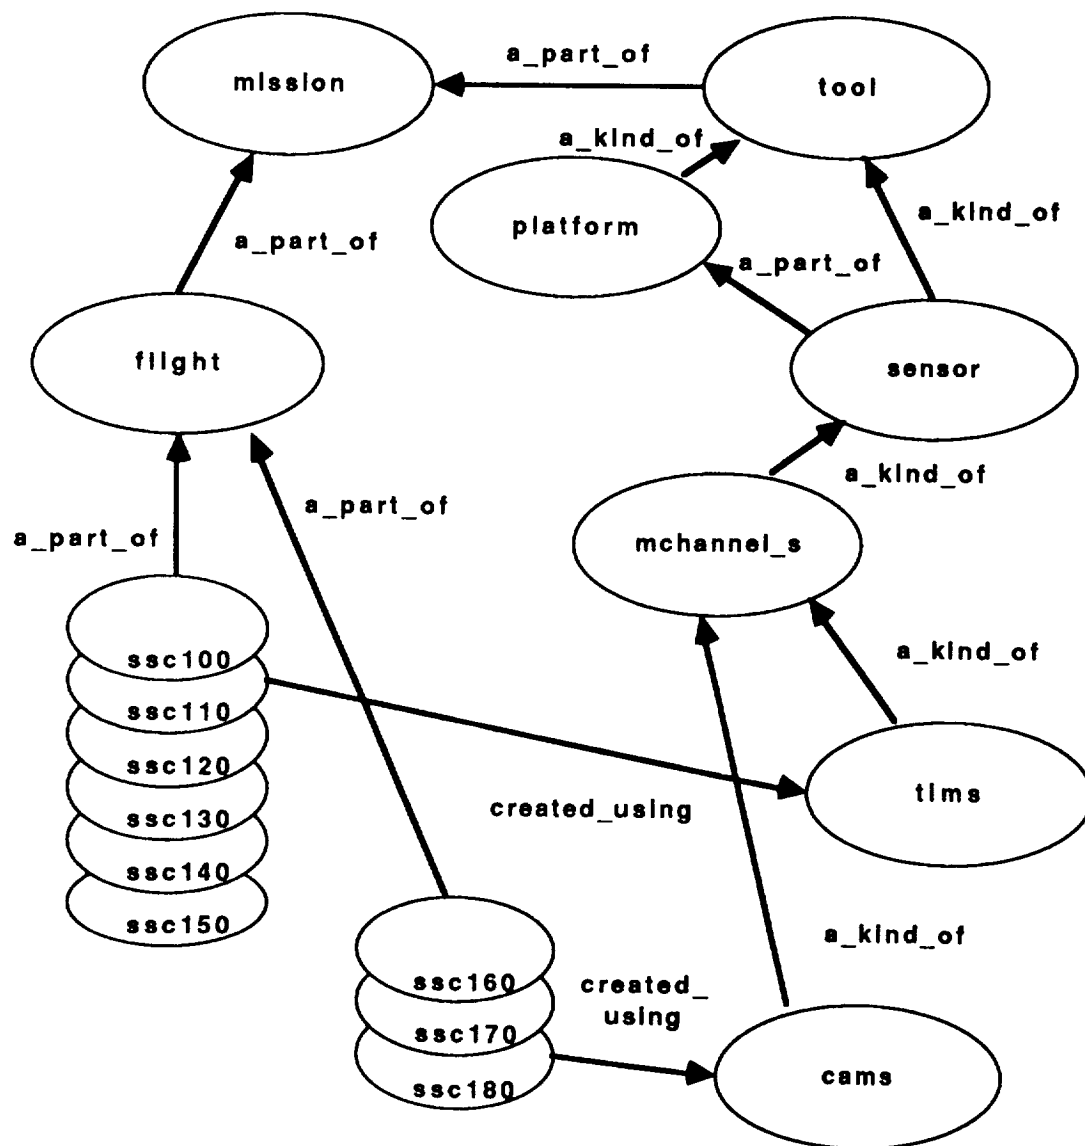 a_part_of
mission
tool
a_kind_of
platform
a_kind_of
a_part_of
a_part_of
flight
sensor
a_kind_of
a_part_of
mchannel_s
a_part_of
a_kind_of
ssc100
ssc110
ssc120
ssc130
ssc140
ssc150
created_using
tims
a_kind_of
ssc160
ssc170
ssc180
created_
using
cams